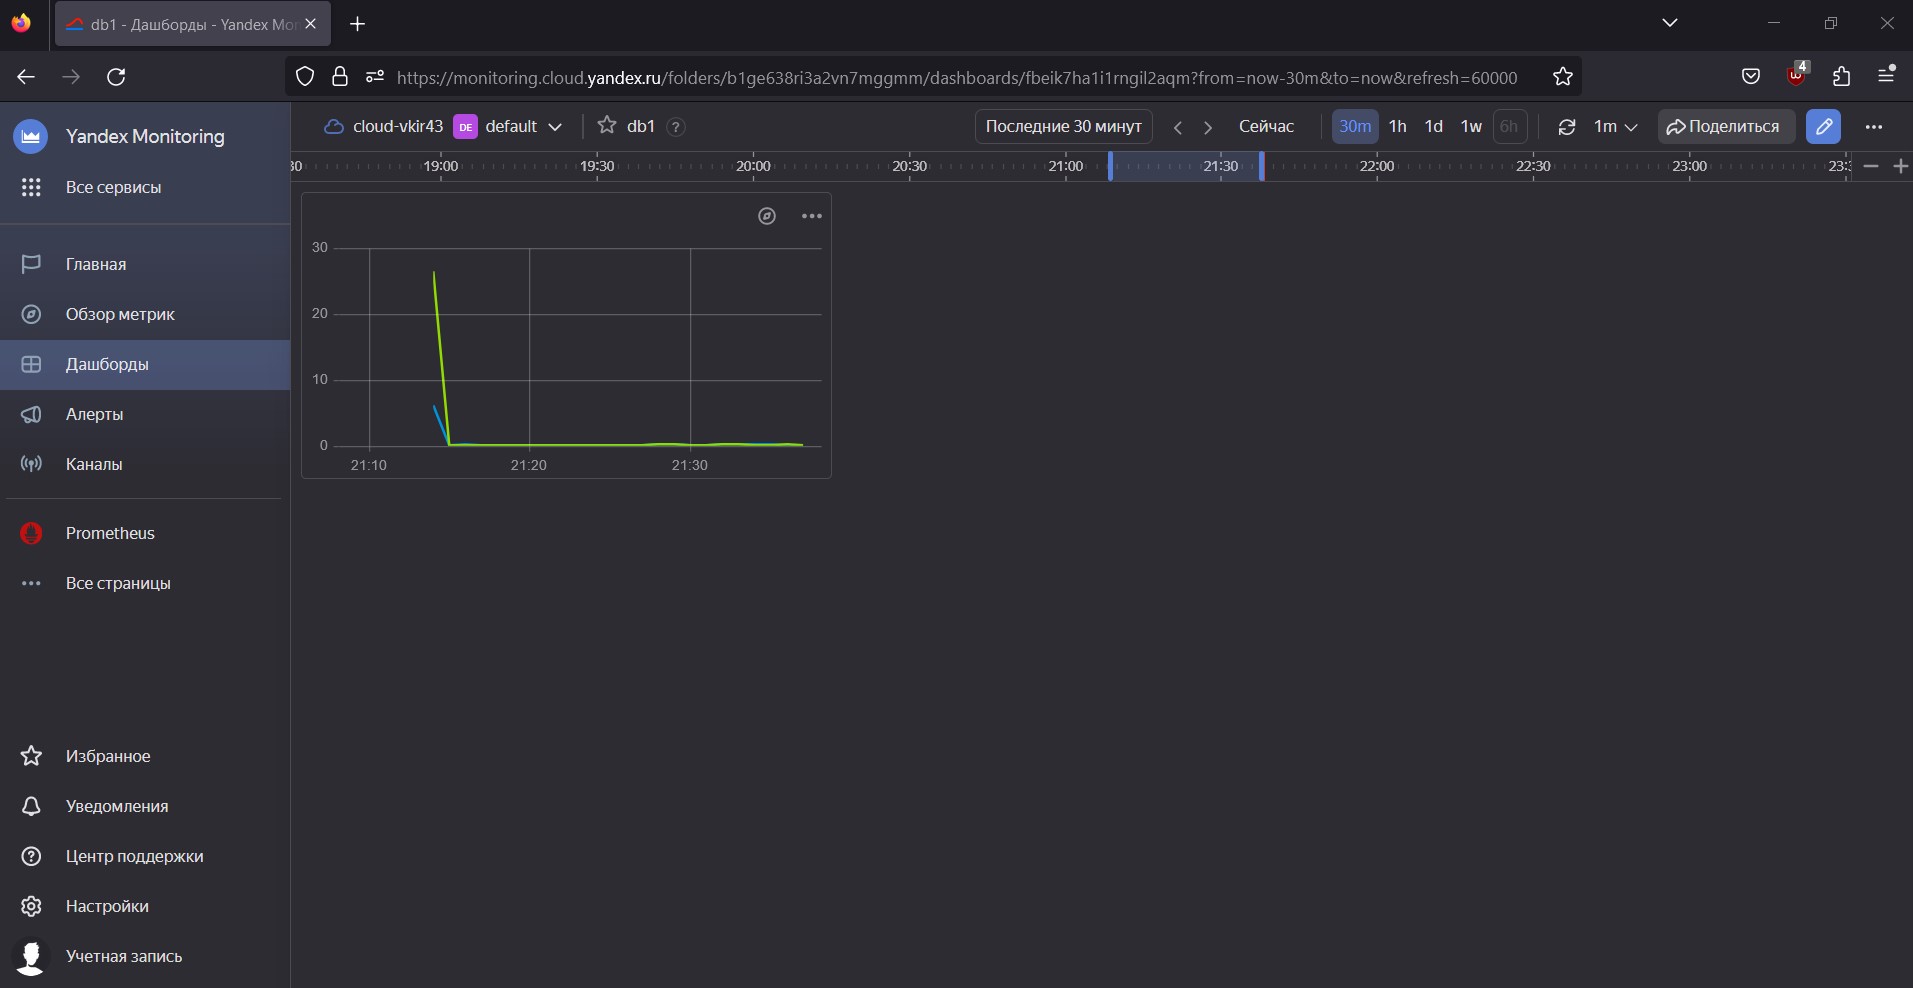 db1 - Дашборды - Yandex Mo
https://monitoring.cloud.yandex.ru/folders/b1ge638ri3a2vn7mggmm/dashboards/fbeik7ha1i1rngil2aqm?from=now-30m&to=now&refresh=60000
4
Yandex Monitoring
cloud-vkir43 DE default db1 ?
Последние 30 минут Сейчас 30m 1h 1d 1w 6h 1m Поделиться
30 19:00 19:30 20:00 20:30 21:00 21:30 22:00 22:30 23:00 23:
Все сервисы
Главная
Обзор метрик
Дашборды
Алерты
Каналы
Prometheus
Все страницы
Избранное
Уведомления
Центр поддержки
Настройки
Учетная запись
30
20
10
0
21:10 21:20 21:30